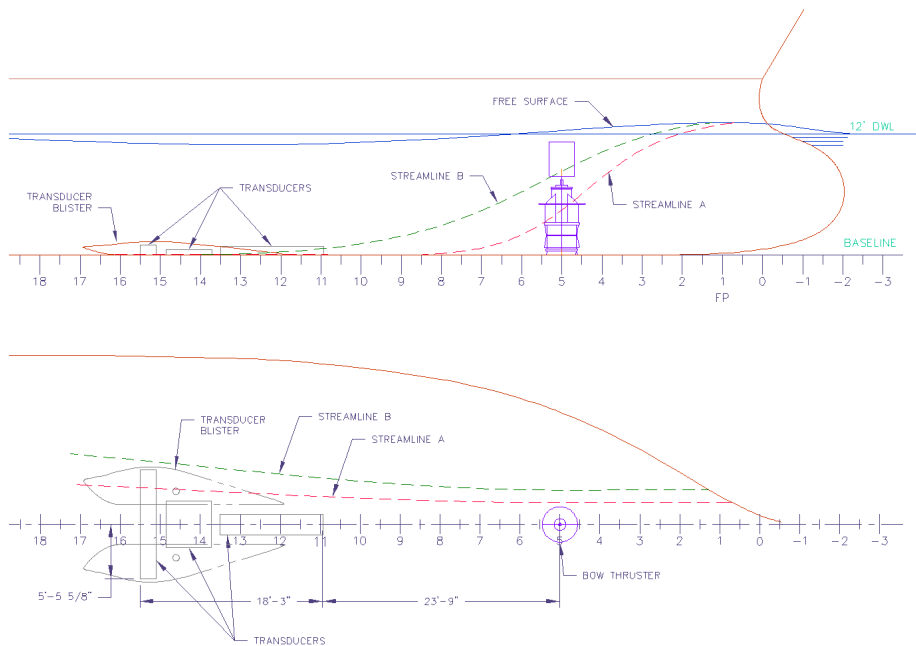 FREE SURFACE
12' DWL
STREAMLINE B
TRANSDUCERS
TRANSDUCER
BLISTER
STREAMLINE A
BASELINE
18 17 16 15 14 13 12 11 10 9 8 7 6 5 4 3 2 1 0 -1 -2 -3
FP
TRANSDUCER
BLISTER
STREAMLINE B
STREAMLINE A
18 17 16 15 14 13 12 11 10 9 8 7 6 5 4 3 2 1 0 -1 -2 -3
BOW THRUSTER
5'-5 5/8"
18'-3"
23'-9"
TRANSDUCERS